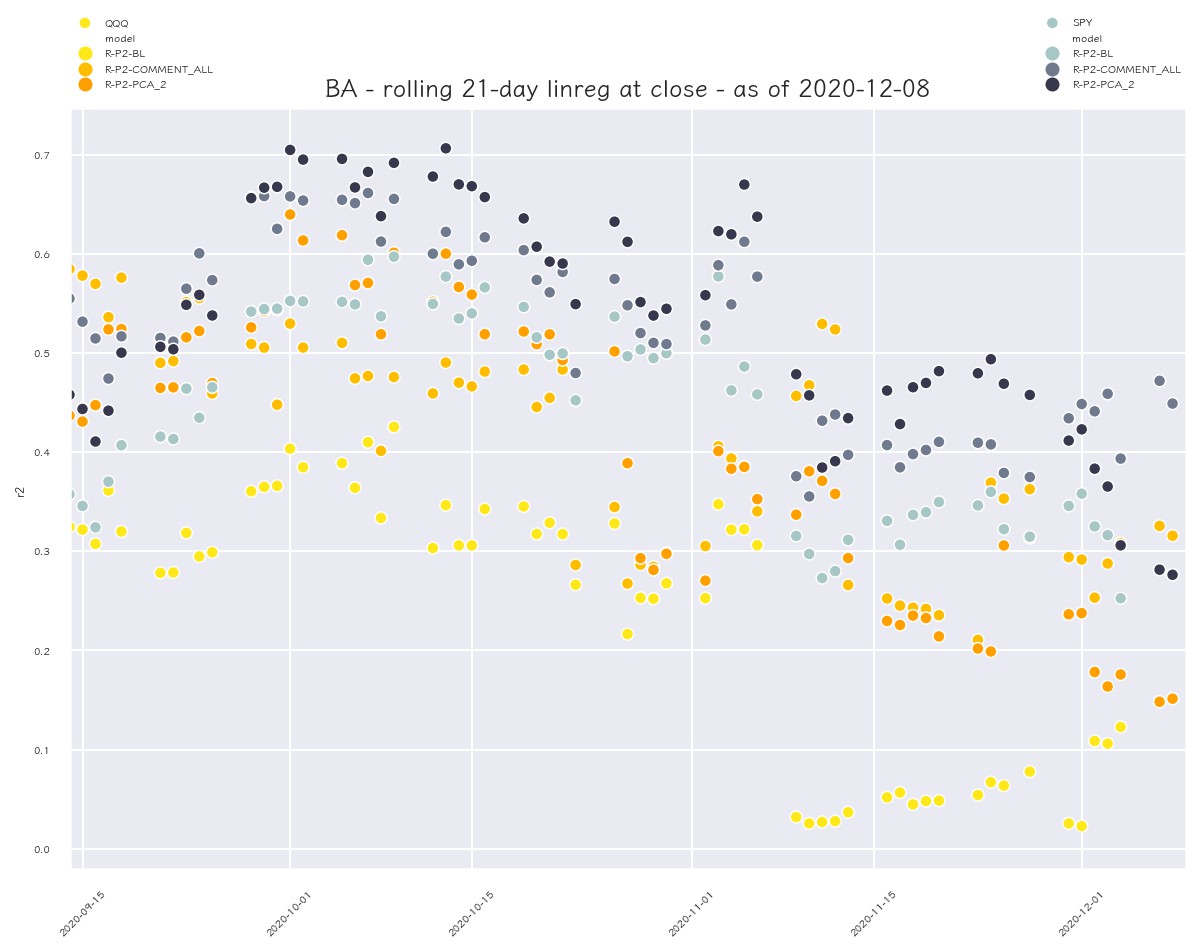 QQQ
model
R-P2-BL
R-P2-COMMENT_ALL
R-P2-PCA_2
SPY
model
R-P2-BL
R-P2-COMMENT_ALL
R-P2-PCA_2
BA - rolling 21-day linreg at close - as of 2020-12-08
0.7
0.6
0.5
0.4
0.3
0.2
0.1
0.0
r2
2020-09-15
2020-10-01
2020-10-15
2020-11-01
2020-11-15
2020-12-01